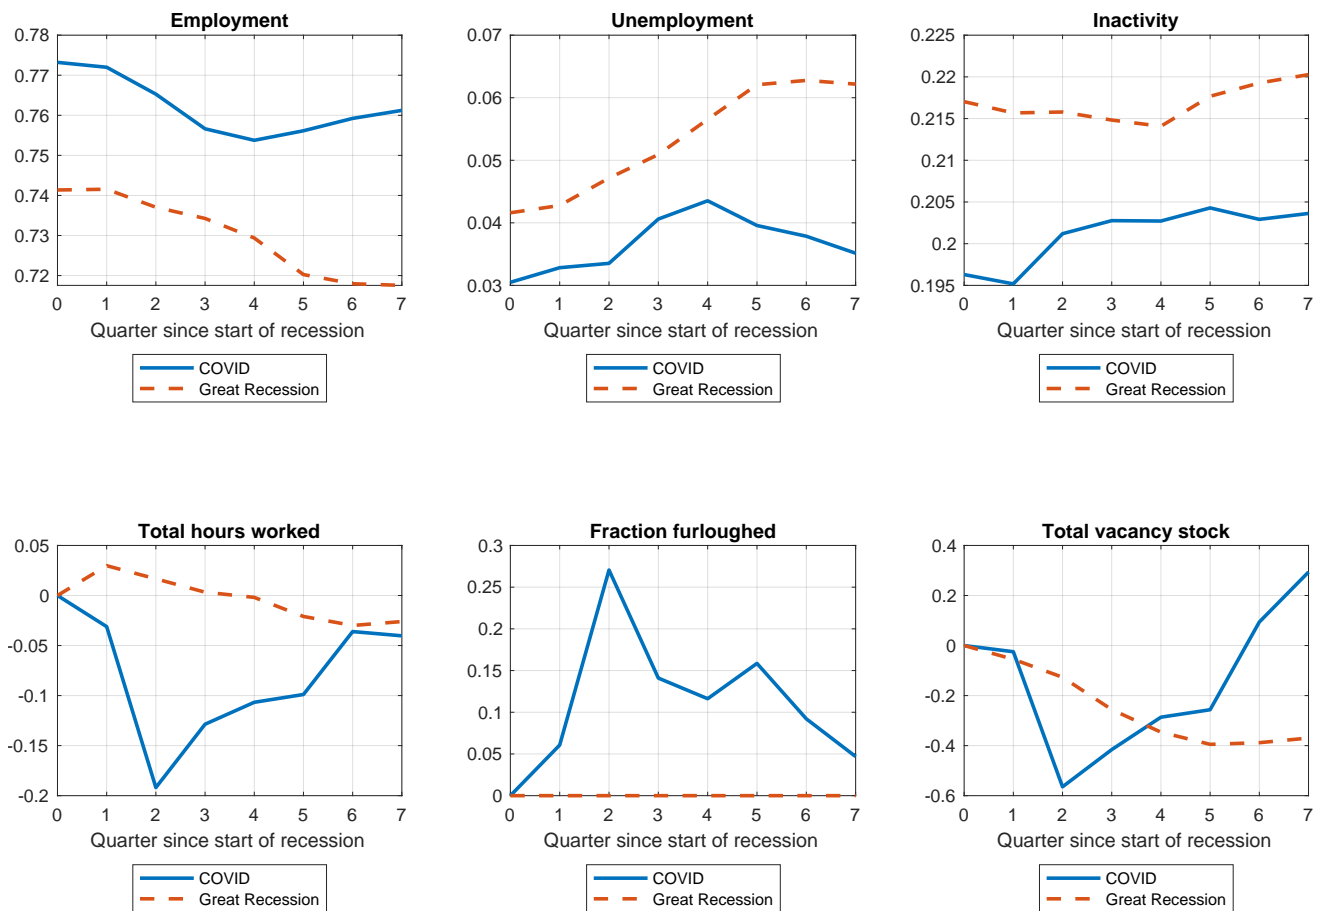 Employment
0.78
0.77
0.76
0.75
0.74
0.73
0.72
0 1 2 3 4 5 6 7
Quarter since start of recession
COVID
Great Recession
Unemployment
0.07
0.06
0.05
0.04
0.03
0 1 2 3 4 5 6 7
Quarter since start of recession
COVID
Great Recession
Inactivity
0.225
0.22
0.215
0.21
0.205
0.2
0.195
0 1 2 3 4 5 6 7
Quarter since start of recession
COVID
Great Recession
Total hours worked
0.05
0
-0.05
-0.1
-0.15
-0.2
0 1 2 3 4 5 6 7
Quarter since start of recession
COVID
Great Recession
Fraction furloughed
0.3
0.25
0.2
0.15
0.1
0.05
0
0 1 2 3 4 5 6 7
Quarter since start of recession
COVID
Great Recession
Total vacancy stock
0.4
0.2
0
-0.2
-0.4
-0.6
0 1 2 3 4 5 6 7
Quarter since start of recession
COVID
Great Recession